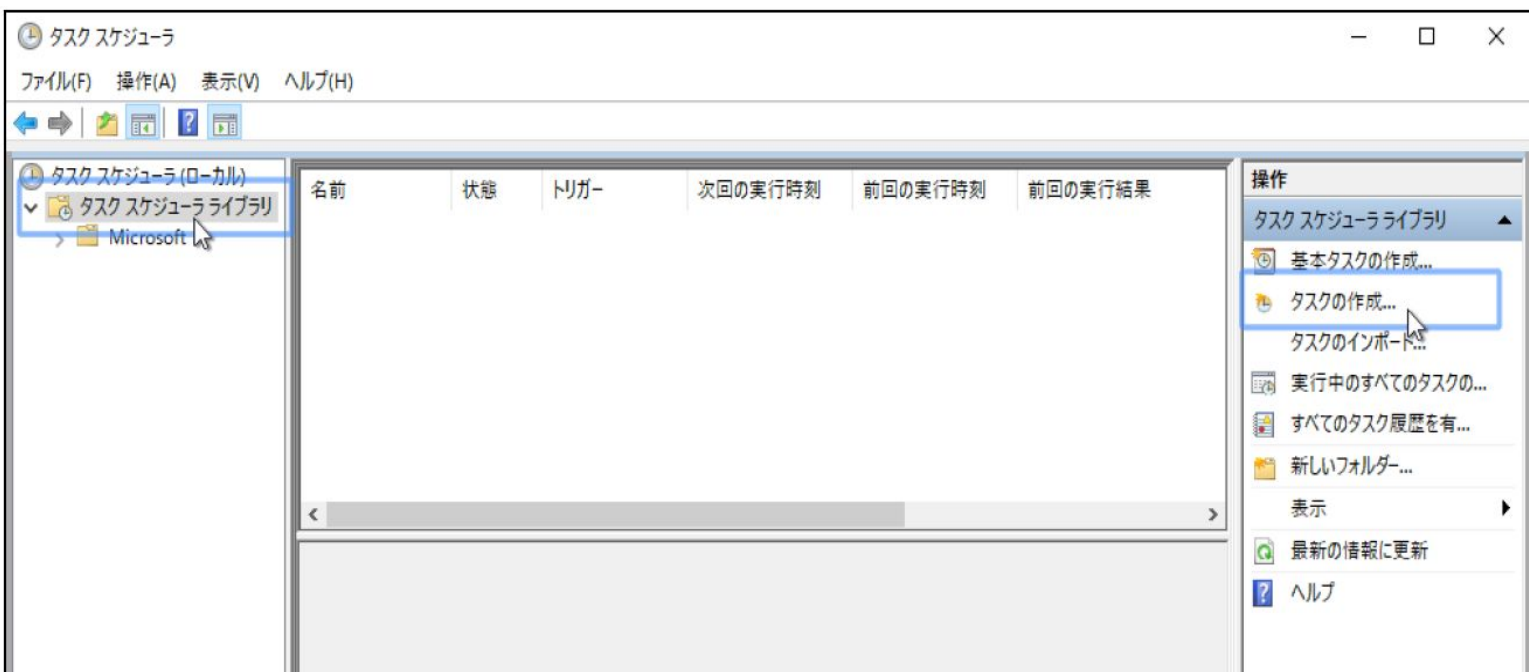 タスク スケジューラ
ファイル(F) 操作(A) 表示(V) ヘルプ(H)
タスク スケジューラ (ローカル)
タスク スケジューラ ライブラリ
Microsoft
名前 状態 トリガー 次回の実行時刻 前回の実行時刻 前回の実行結果
操作
タスク スケジューラ ライブラリ
基本タスクの作成...
タスクの作成...
タスクのインポート...
実行中のすべてのタスクの...
すべてのタスク履歴を有...
新しいフォルダー...
表示
最新の情報に更新
ヘルプ